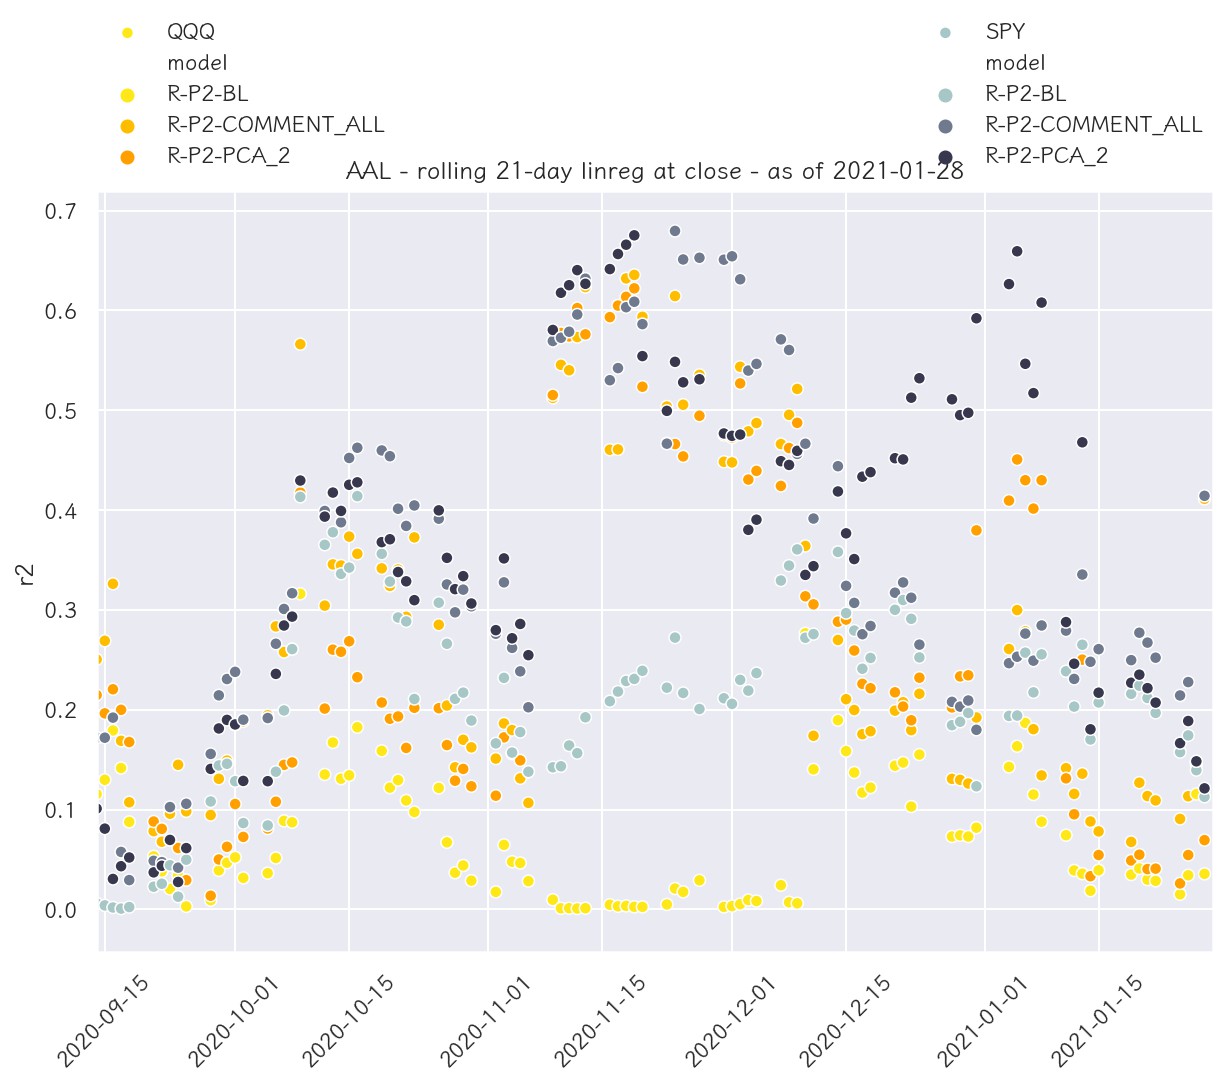 QQQ
model
R-P2-BL
R-P2-COMMENT_ALL
R-P2-PCA_2
SPY
model
R-P2-BL
R-P2-COMMENT_ALL
R-P2-PCA_2
AAL - rolling 21-day linreg at close - as of 2021-01-28
0.7
0.6
0.5
0.4
0.3
0.2
0.1
0.0
r2
2020-09-15
2020-10-01
2020-10-15
2020-11-01
2020-11-15
2020-12-01
2020-12-15
2021-01-01
2021-01-15